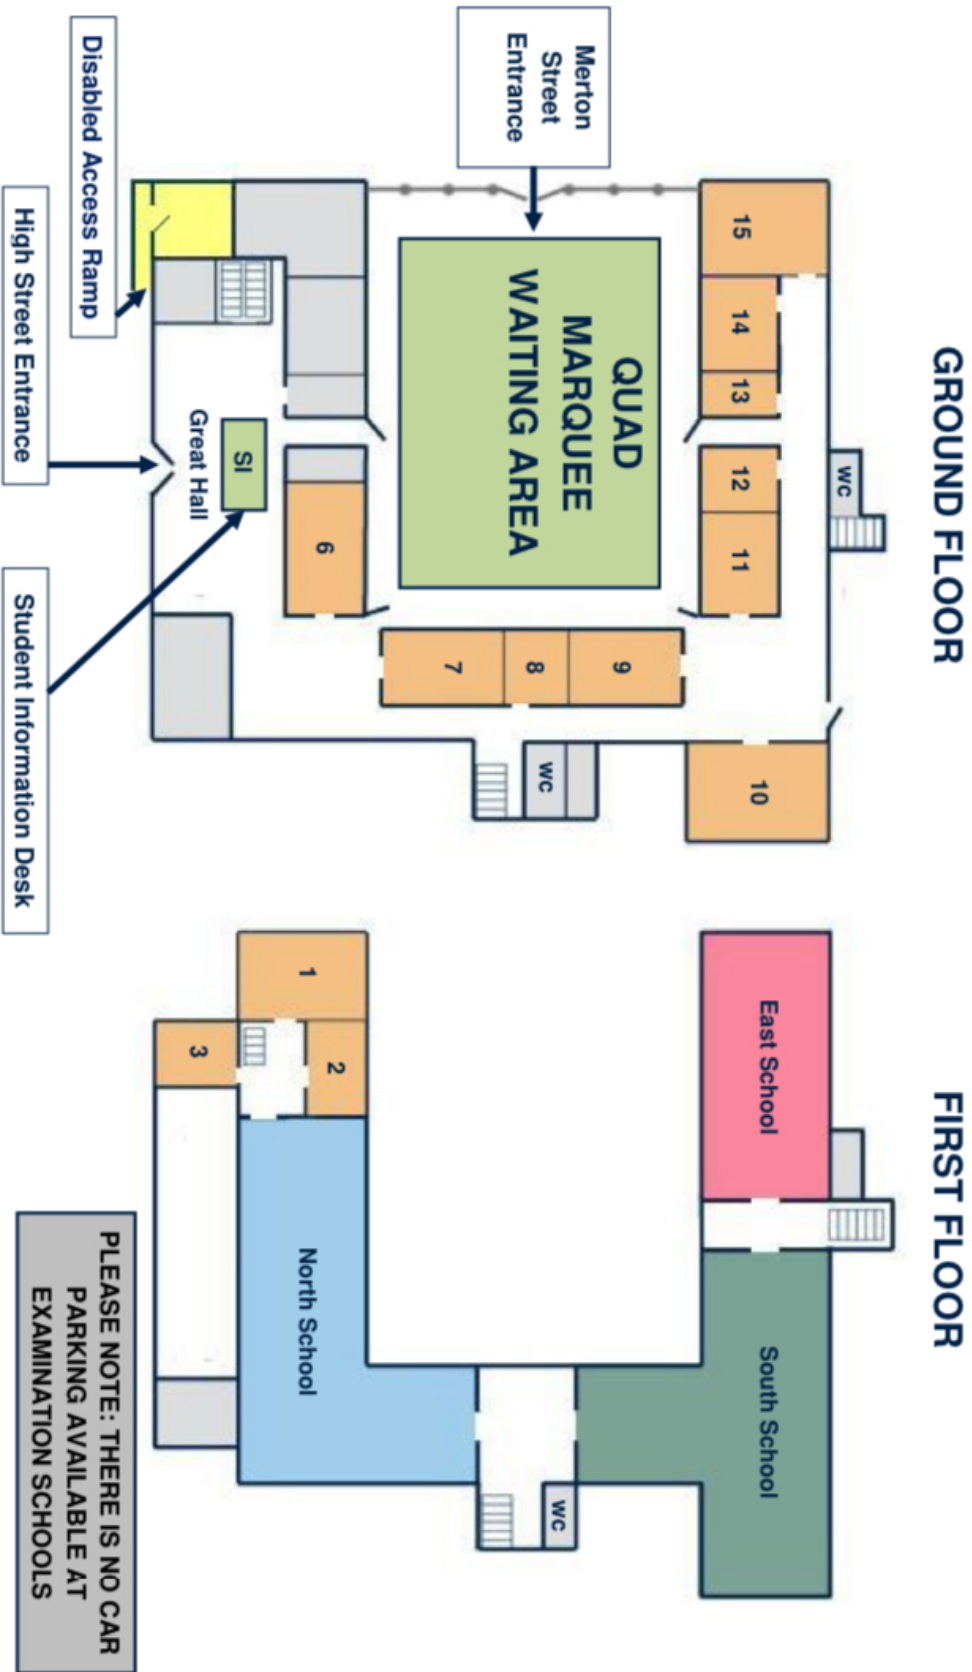 GROUND FLOOR
FIRST FLOOR
Merton
Street
Entrance
QUAD
MARQUEE
WAITING AREA
15
14
13
12
11
10
9
8
7
6
wc
wc
SI
Great Hall
Disabled Access Ramp
High Street Entrance
Student Information Desk
East School
South School
North School
1
2
3
wc
PLEASE NOTE: THERE IS NO CAR
PARKING AVAILABLE AT
EXAMINATION SCHOOLS